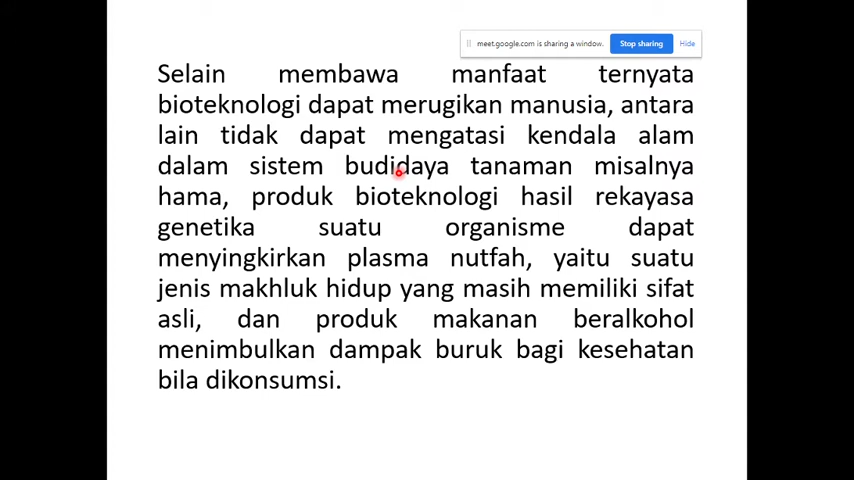 meet.google.com is sharing a window. Stop sharing Hide
Selain membawa manfaat ternyata
bioteknologi dapat merugikan manusia, antara
lain tidak dapat mengatasi kendala alam
dalam sistem budidaya tanaman misalnya
hama, produk bioteknologi hasil rekayasa
genetika suatu organisme dapat
menyingkirkan plasma nutfah, yaitu suatu
jenis makhluk hidup yang masih memiliki sifat
asli, dan produk makanan beralkohol
menimbulkan dampak buruk bagi kesehatan
bila dikonsumsi.